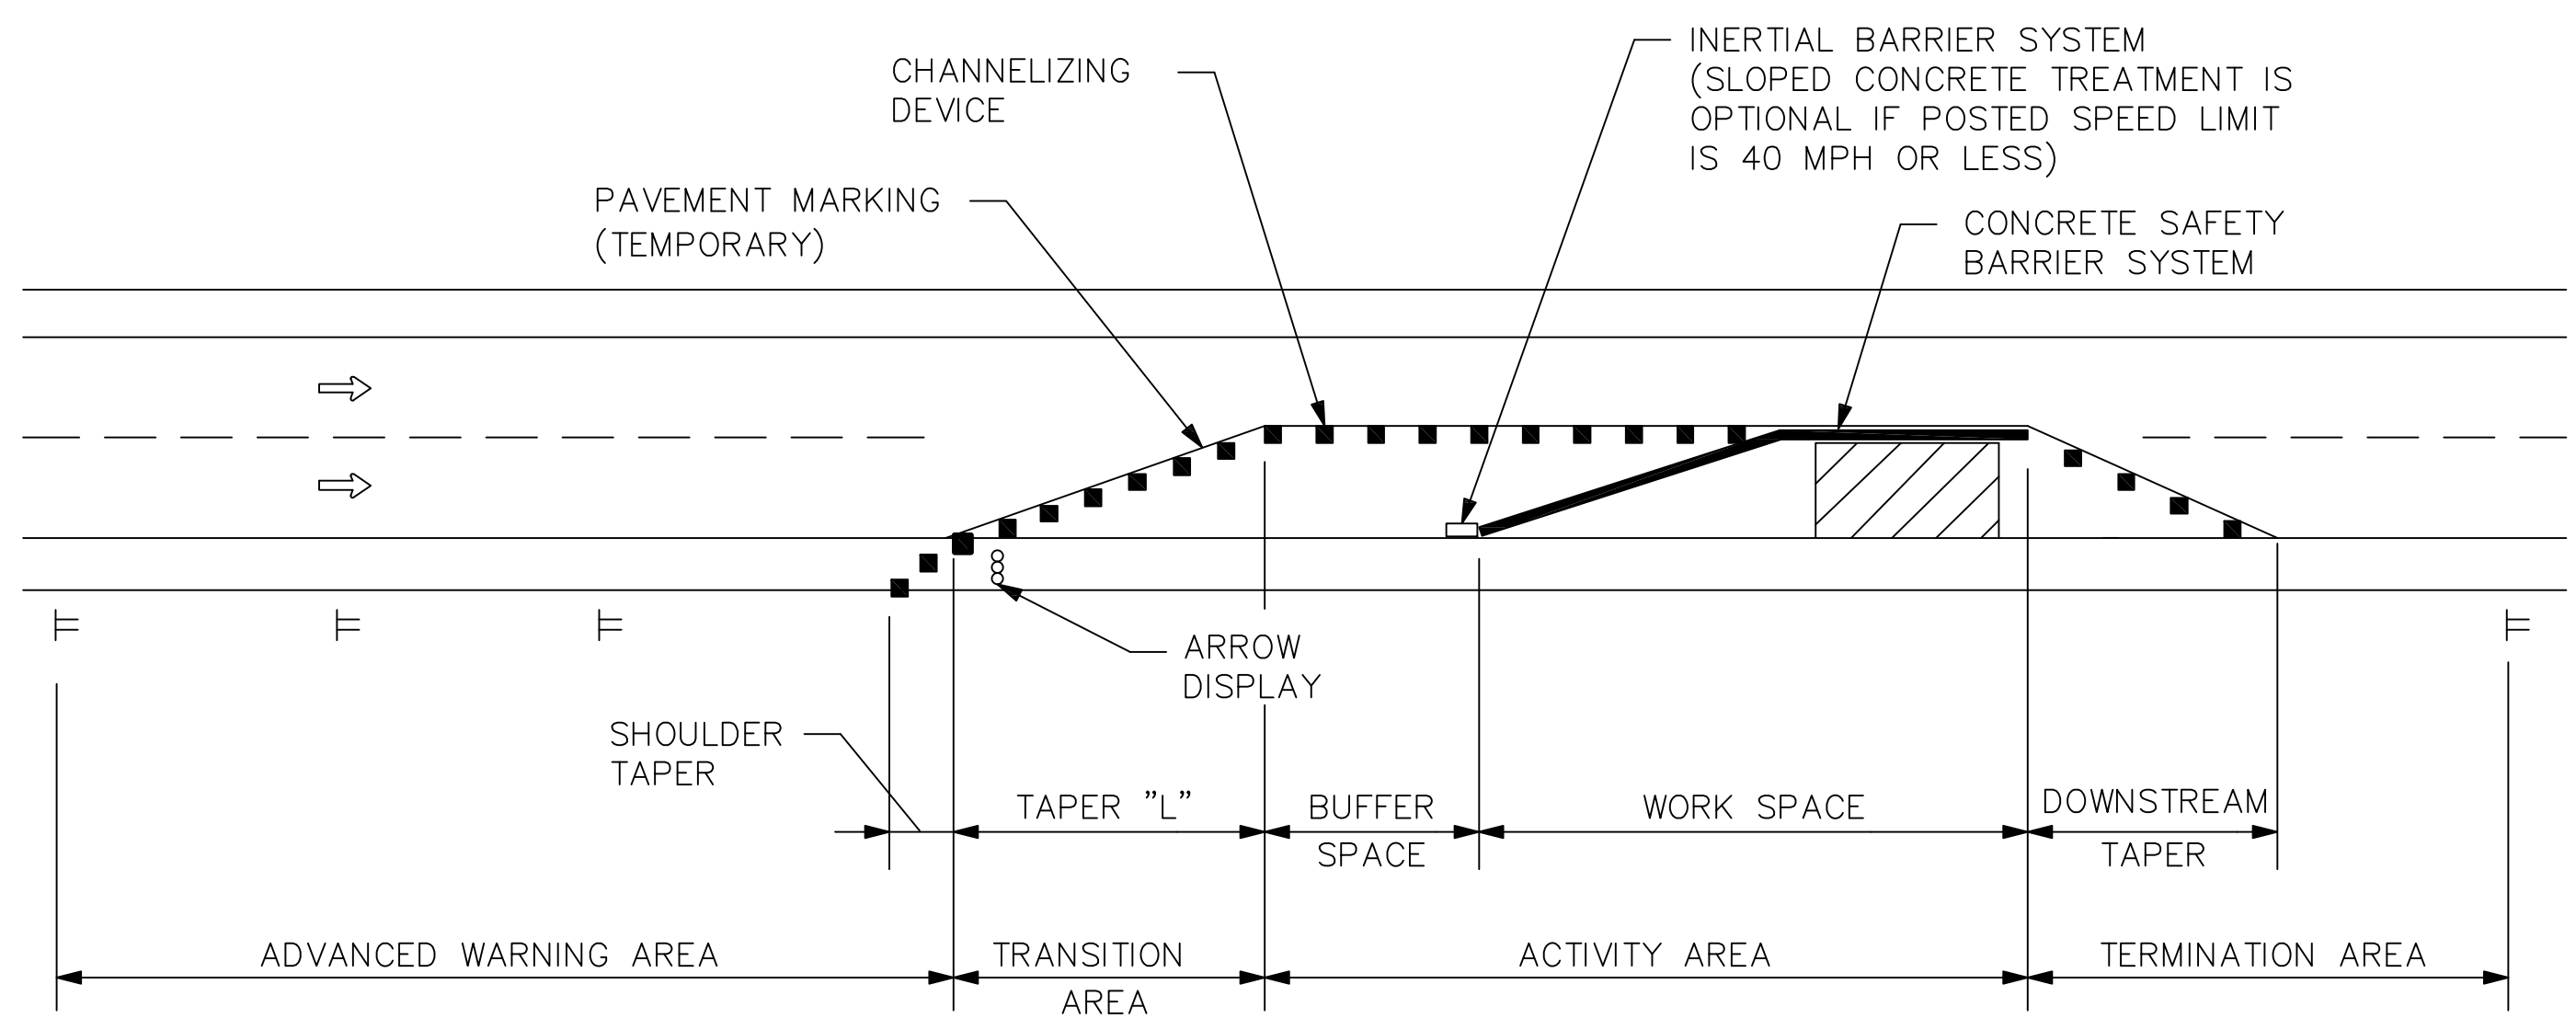 INERTIAL BARRIER SYSTEM
(SLOPED CONCRETE TREATMENT IS
OPTIONAL IF POSTED SPEED LIMIT
IS 40 MPH OR LESS)
CHANNELIZING
DEVICE
PAVEMENT MARKING
(TEMPORARY)
CONCRETE SAFETY
BARRIER SYSTEM
ARROW
DISPLAY
SHOULDER
TAPER
TAPER "L"
BUFFER
SPACE
WORK SPACE
DOWNSTREAM
TAPER
ADVANCED WARNING AREA
TRANSITION
AREA
ACTIVITY AREA
TERMINATION AREA